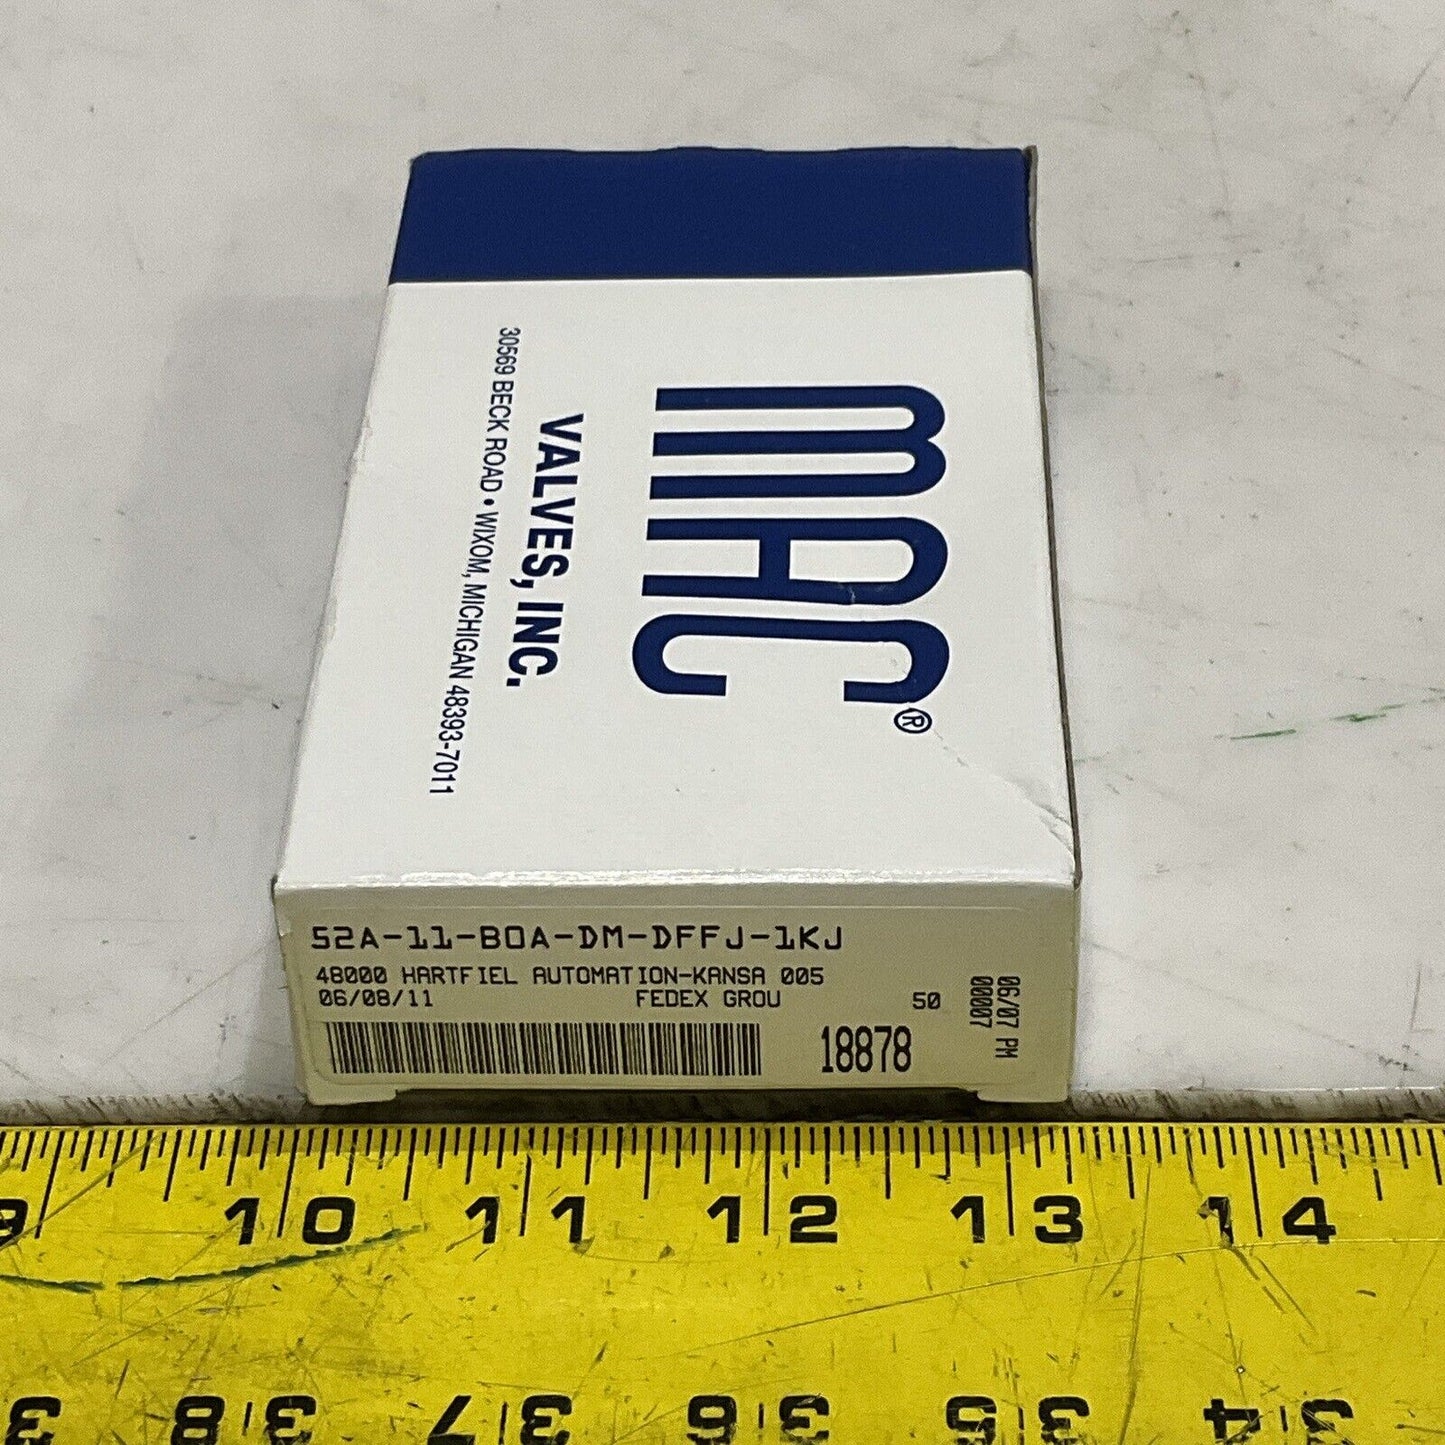 MAC®
VALVES, INC.
30569 BECK ROAD • WIXOM, MICHIGAN 48393-7011
52A-11-B0A-DM-DFFJ-1KJ
48000 HARTFIEL AUTOMATION-KANSA 005
06/08/11 FEDEX GROU 50
18878
06/07 PM
00007
9 10 11 12 13 14
38 37 36 35 34